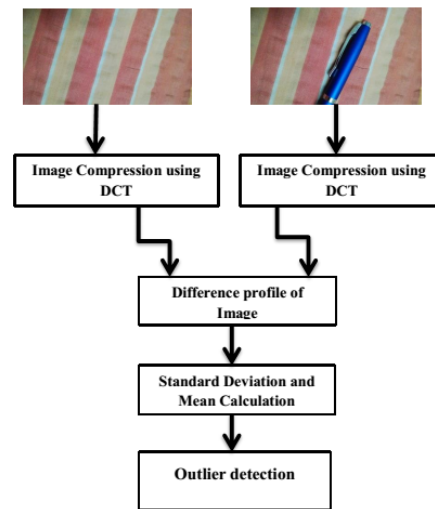 Image Compression using
DCT
Image Compression using
DCT
Difference profile of
Image
Standard Deviation and
Mean Calculation
Outlier detection